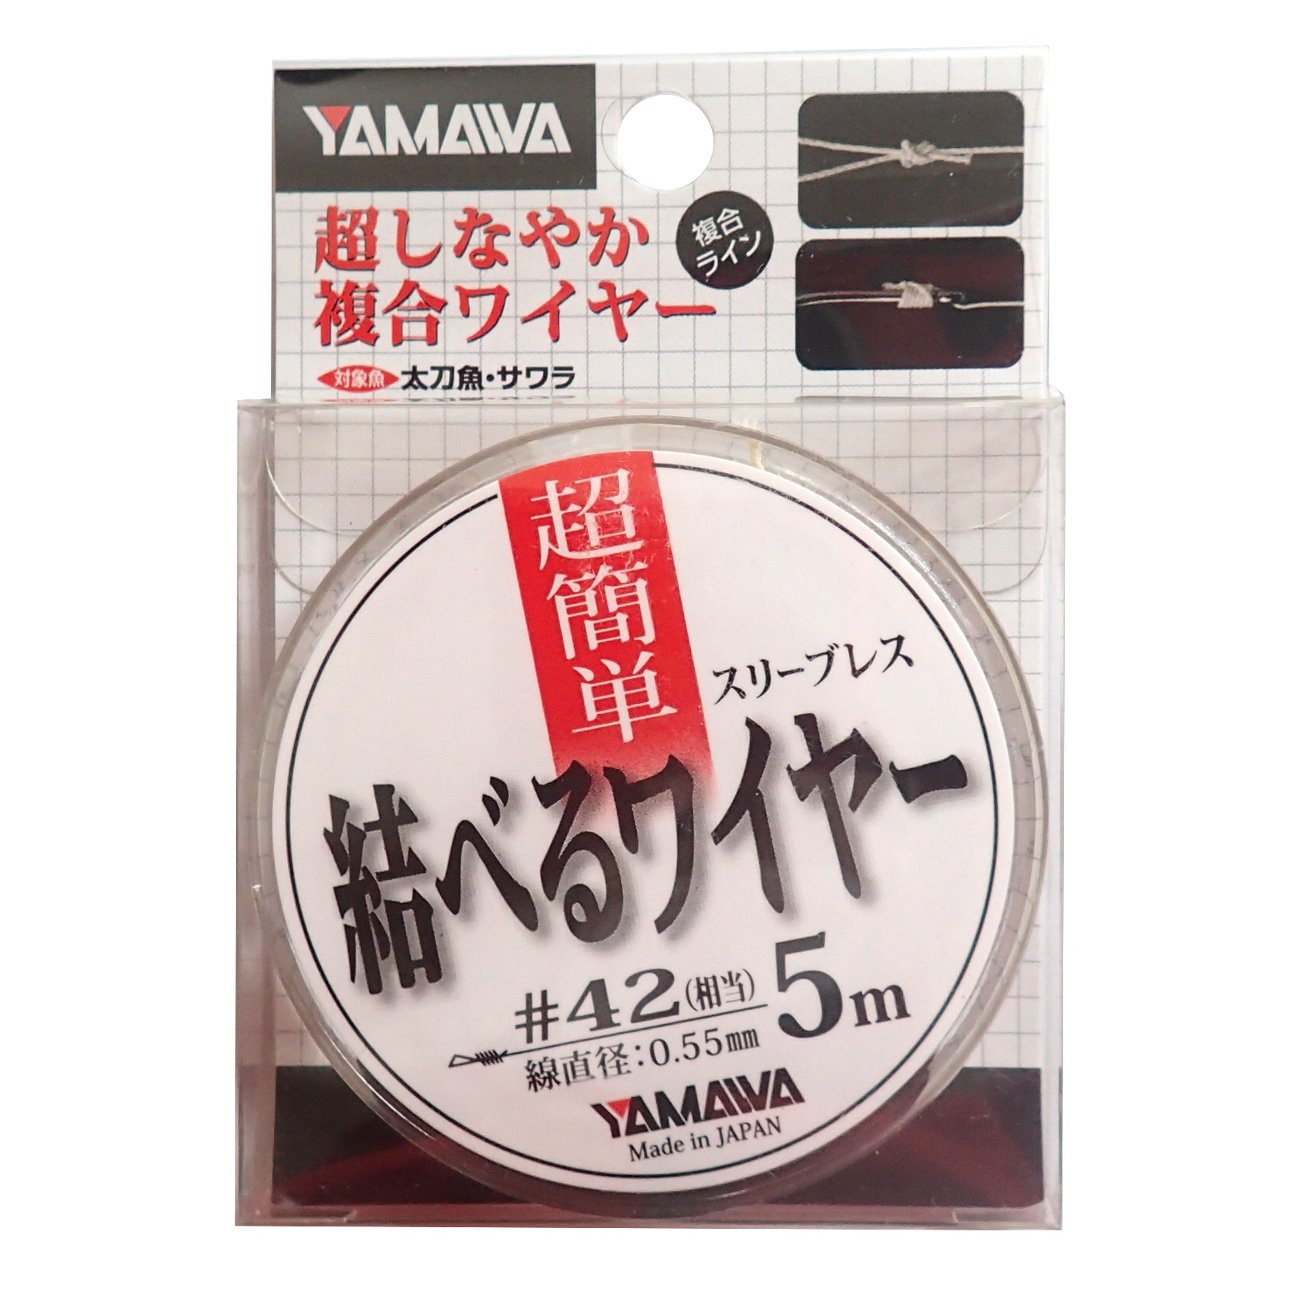 YAMAWA
超しなやか
複合ワイヤー
複合
ライン
対象魚 太刀魚・サワラ
超簡単
スリーブレス
結べるワイヤー
#42(相当) 5m
線直径:0.55㎜
YAMAWA
Made in JAPAN